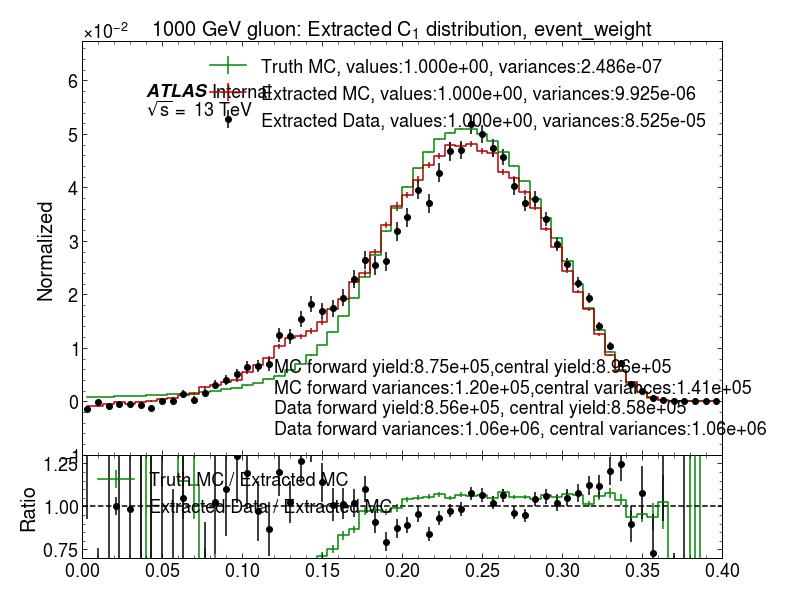 ×10⁻²
1000 GeV gluon: Extracted C₁ distribution, event_weight
Truth MC, values:1.000e+00, variances:2.486e-07
ATLAS Internal
Extracted MC, values:1.000e+00, variances:9.925e-06
√s = 13 TeV
Extracted Data, values:1.000e+00, variances:8.525e-05
6
5
4
3
2
1
0
Normalized
MC forward yield:8.75e+05,central yield:8.96e+05
MC forward variances:1.20e+05,central variances:1.41e+05
Data forward yield:8.56e+05, central yield:8.58e+05
Data forward variances:1.06e+06, central variances:1.06e+06
1.25
1.00
0.75
Ratio
Truth MC / Extracted MC
Extracted Data / Extracted MC
0.00 0.05 0.10 0.15 0.20 0.25 0.30 0.35 0.40